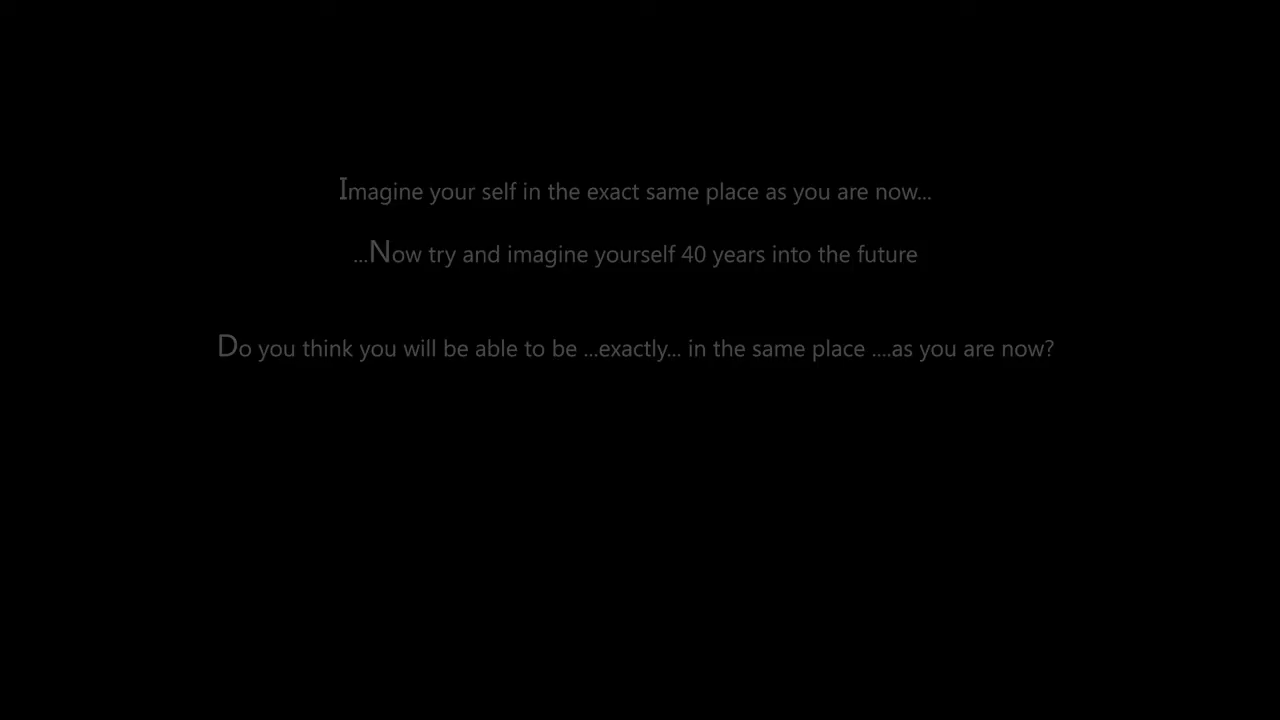 Imagine your self in the exact same place as you are now...
...Now try and imagine yourself 40 years into the future
Do you think you will be able to be ...exactly... in the same place ....as you are now?